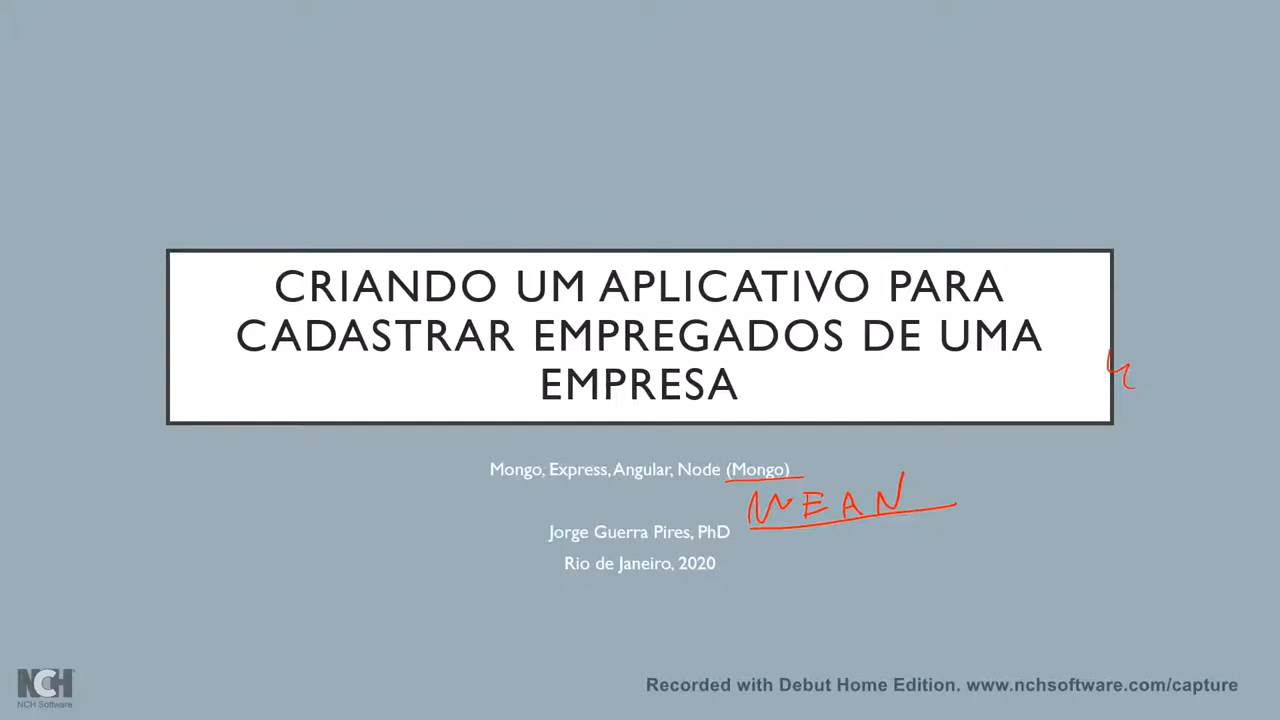 CRIANDO UM APLICATIVO PARA
CADASTRAR EMPREGADOS DE UMA
EMPRESA
Mongo, Express, Angular, Node (Mongo)
MEAN
Jorge Guerra Pires, PhD
Rio de Janeiro, 2020
NCH
NCH Software
Recorded with Debut Home Edition. www.nchsoftware.com/capture